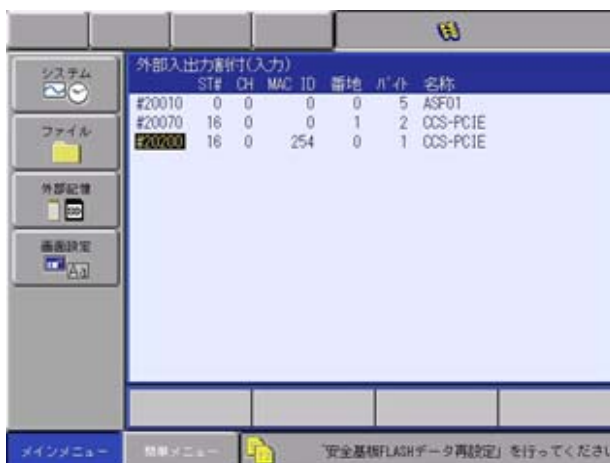 システム
ファイル
外部記憶
画面設定
外部入出力割付(入力)
ST# CH MAC ID 番地 バイト 名称
#20010 0 0 0 0 5 ASF01
#20070 16 0 0 1 2 CCS-PCIE
#20200 16 0 254 0 1 CCS-PCIE
メインメニュー
簡単メニュー
「安全基板FLASHデータ再設定」を行ってくださ